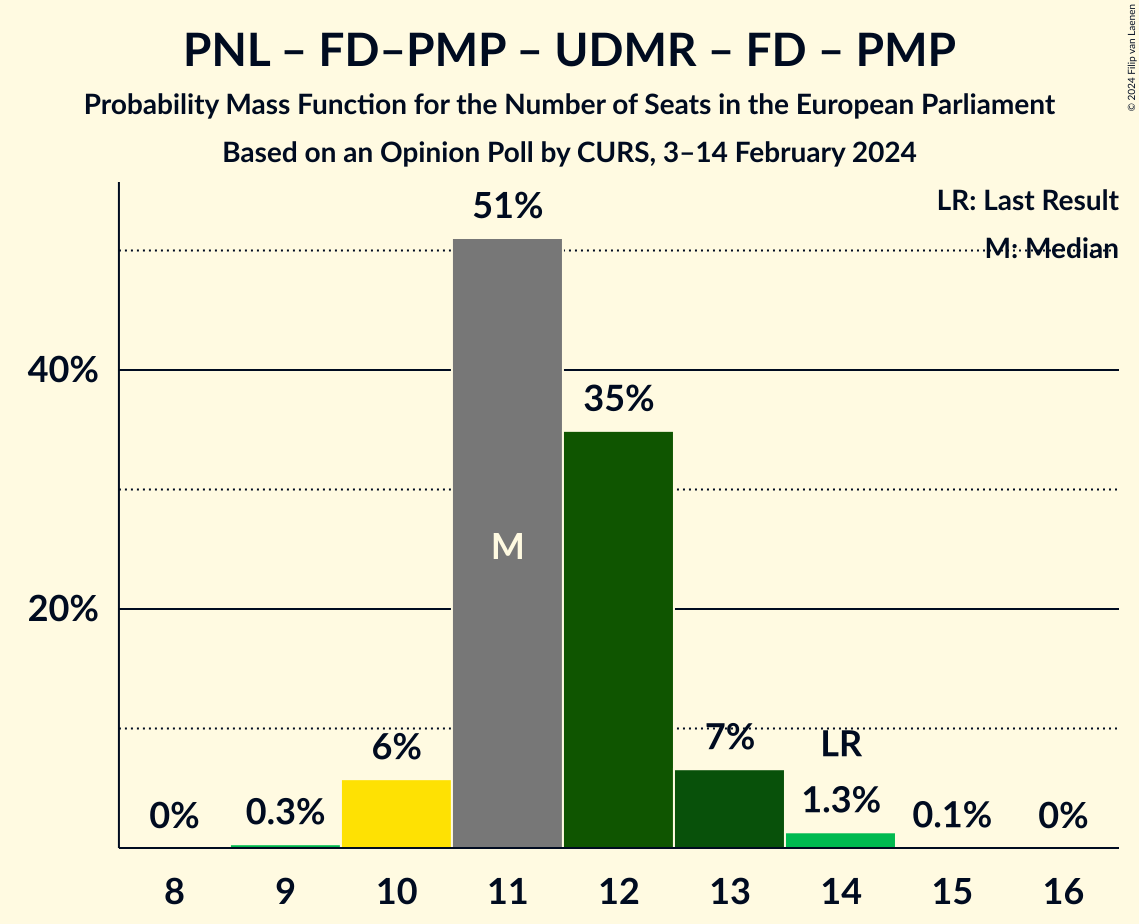 PNL – FD–PMP – UDMR – FD – PMP
Probability Mass Function for the Number of Seats in the European Parliament
Based on an Opinion Poll by CURS, 3–14 February 2024
© 2024 Filip van Laenen
LR: Last Result
M: Median
51%
40%
35%
M
20%
6%
7%
LR
0%
0.3%
1.3%
0.1%
0%
8 9 10 11 12 13 14 15 16